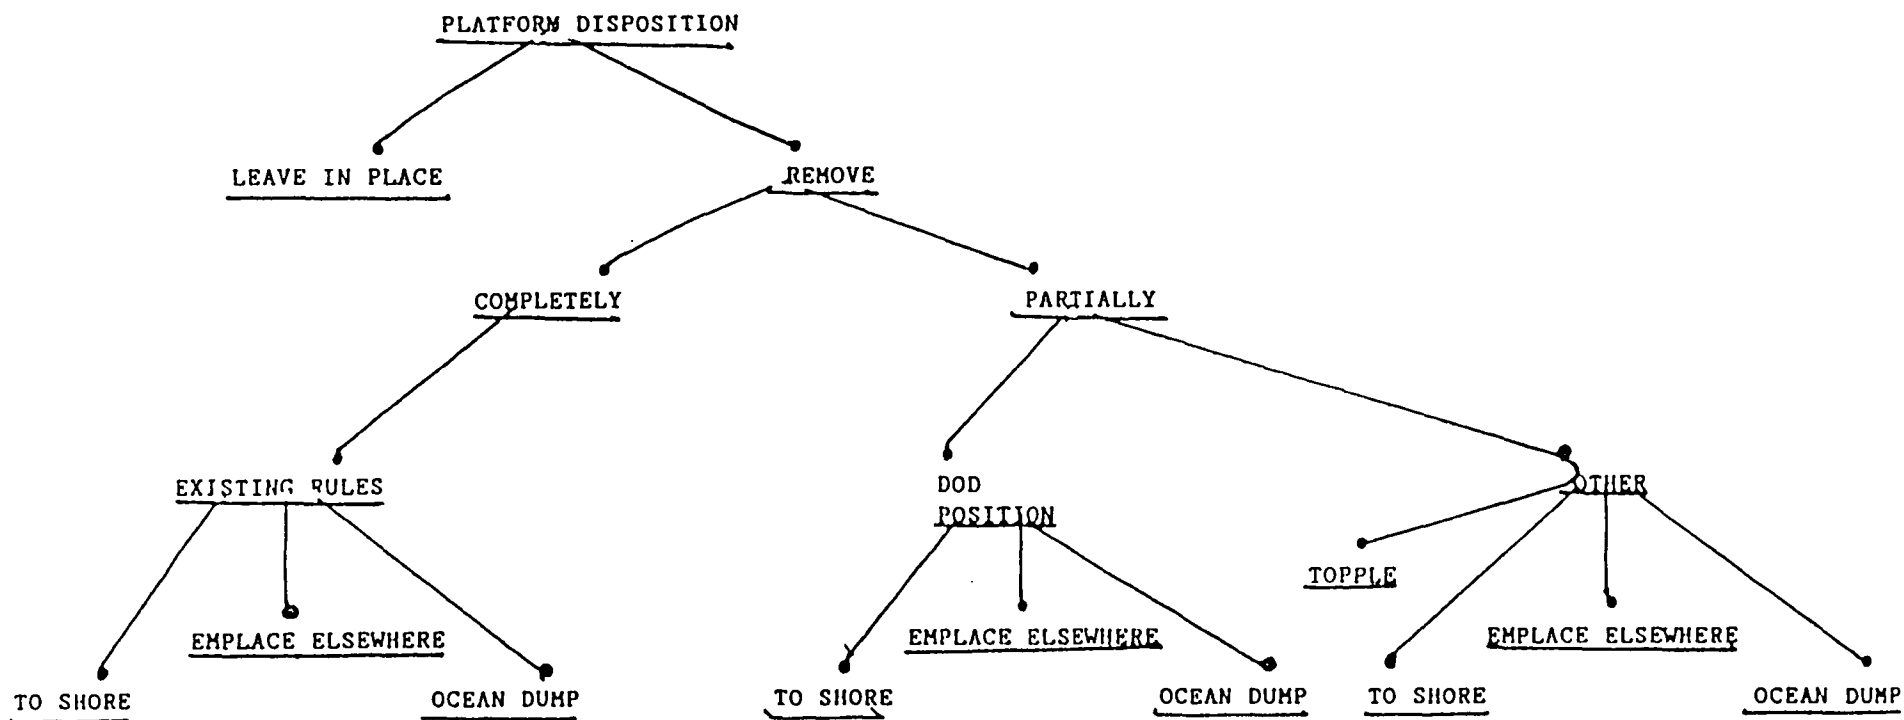 PLATFORM DISPOSITION
LEAVE IN PLACE
REMOVE
COMPLETELY
PARTIALLY
EXISTING RULES
DOD
POSITION
OTHER
TOPPLE
EMPLACE ELSEWHERE
EMPLACE ELSEWHERE
EMPLACE ELSEWHERE
TO SHORE
OCEAN DUMP
TO SHORE
OCEAN DUMP
TO SHORE
OCEAN DUMP